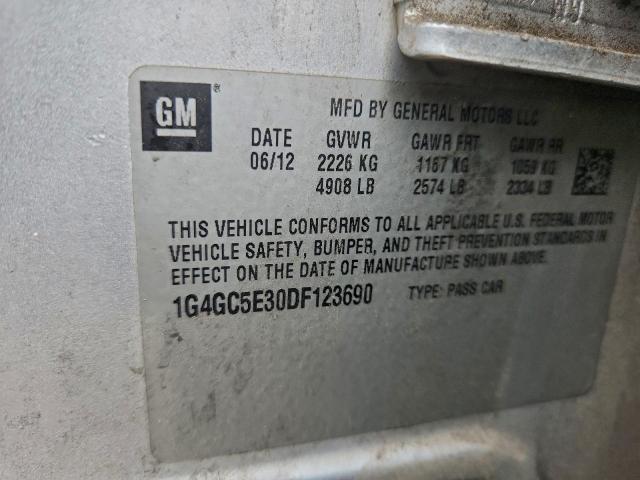 GM®
MFD BY GENERAL MOTORS LLC
DATE GVWR GAWR FRT GAWR RR
06/12 2226 KG 1167 KG 1059 KG
4908 LB 2574 LB 2334 LB
THIS VEHICLE CONFORMS TO ALL APPLICABLE U.S. FEDERAL MOTOR
VEHICLE SAFETY, BUMPER, AND THEFT PREVENTION STANDARDS IN
EFFECT ON THE DATE OF MANUFACTURE SHOWN ABOVE.
1G4GC5E30DF123690 TYPE: PASS CAR